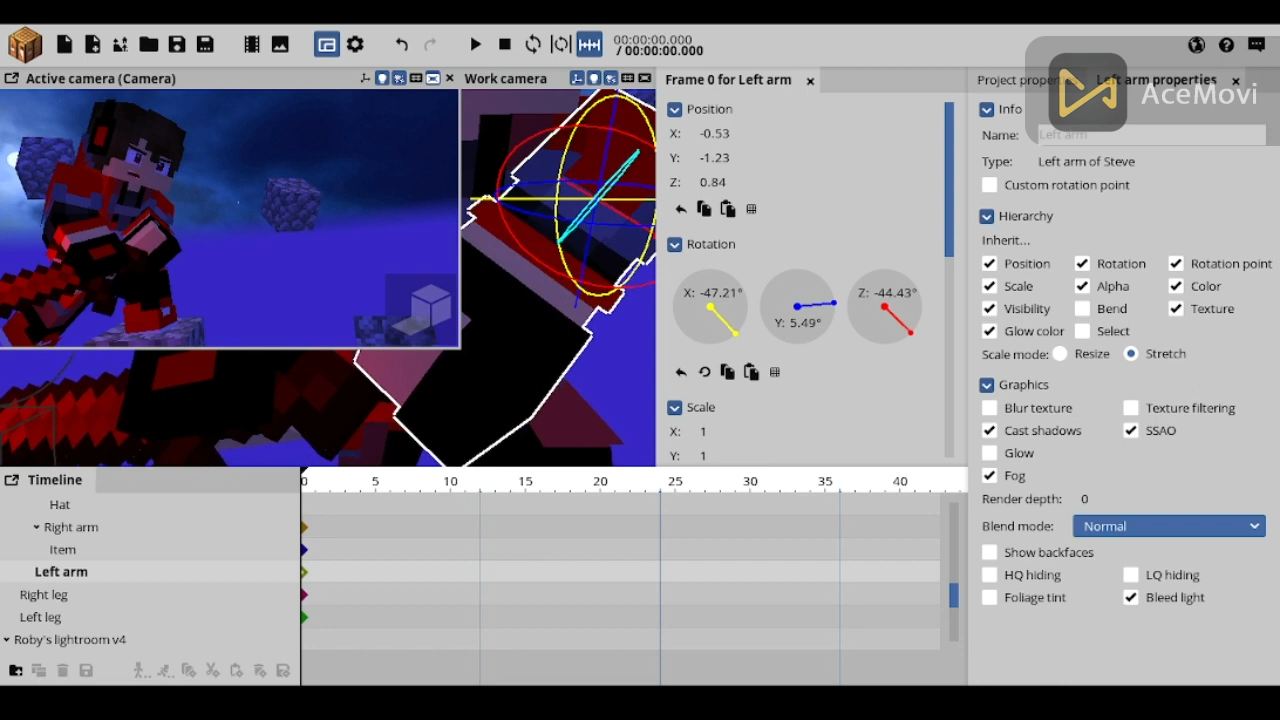 00:00:00.000
/ 00:00:00.000
AceMovi
Active camera (Camera)
Work camera
Frame 0 for Left arm
Position
X: -0.53
Y: -1.23
Z: 0.84
Rotation
X: -47.21°
Y: 5.49°
Z: -44.43°
Scale
X: 1
Y: 1
Project proper
Left arm properties
Info
Name: Left arm
Type: Left arm of Steve
Custom rotation point
Hierarchy
Inherit...
Position Rotation Rotation point
Scale Alpha Color
Visibility Bend Texture
Glow color Select
Scale mode: Resize Stretch
Graphics
Blur texture Texture filtering
Cast shadows SSAO
Glow
Fog
Render depth: 0
Blend mode: Normal
Show backfaces
HQ hiding LQ hiding
Foliage tint Bleed light
Timeline
0 5 10 15 20 25 30 35 40
Hat
Right arm
Item
Left arm
Right leg
Left leg
Roby's lightroom v4